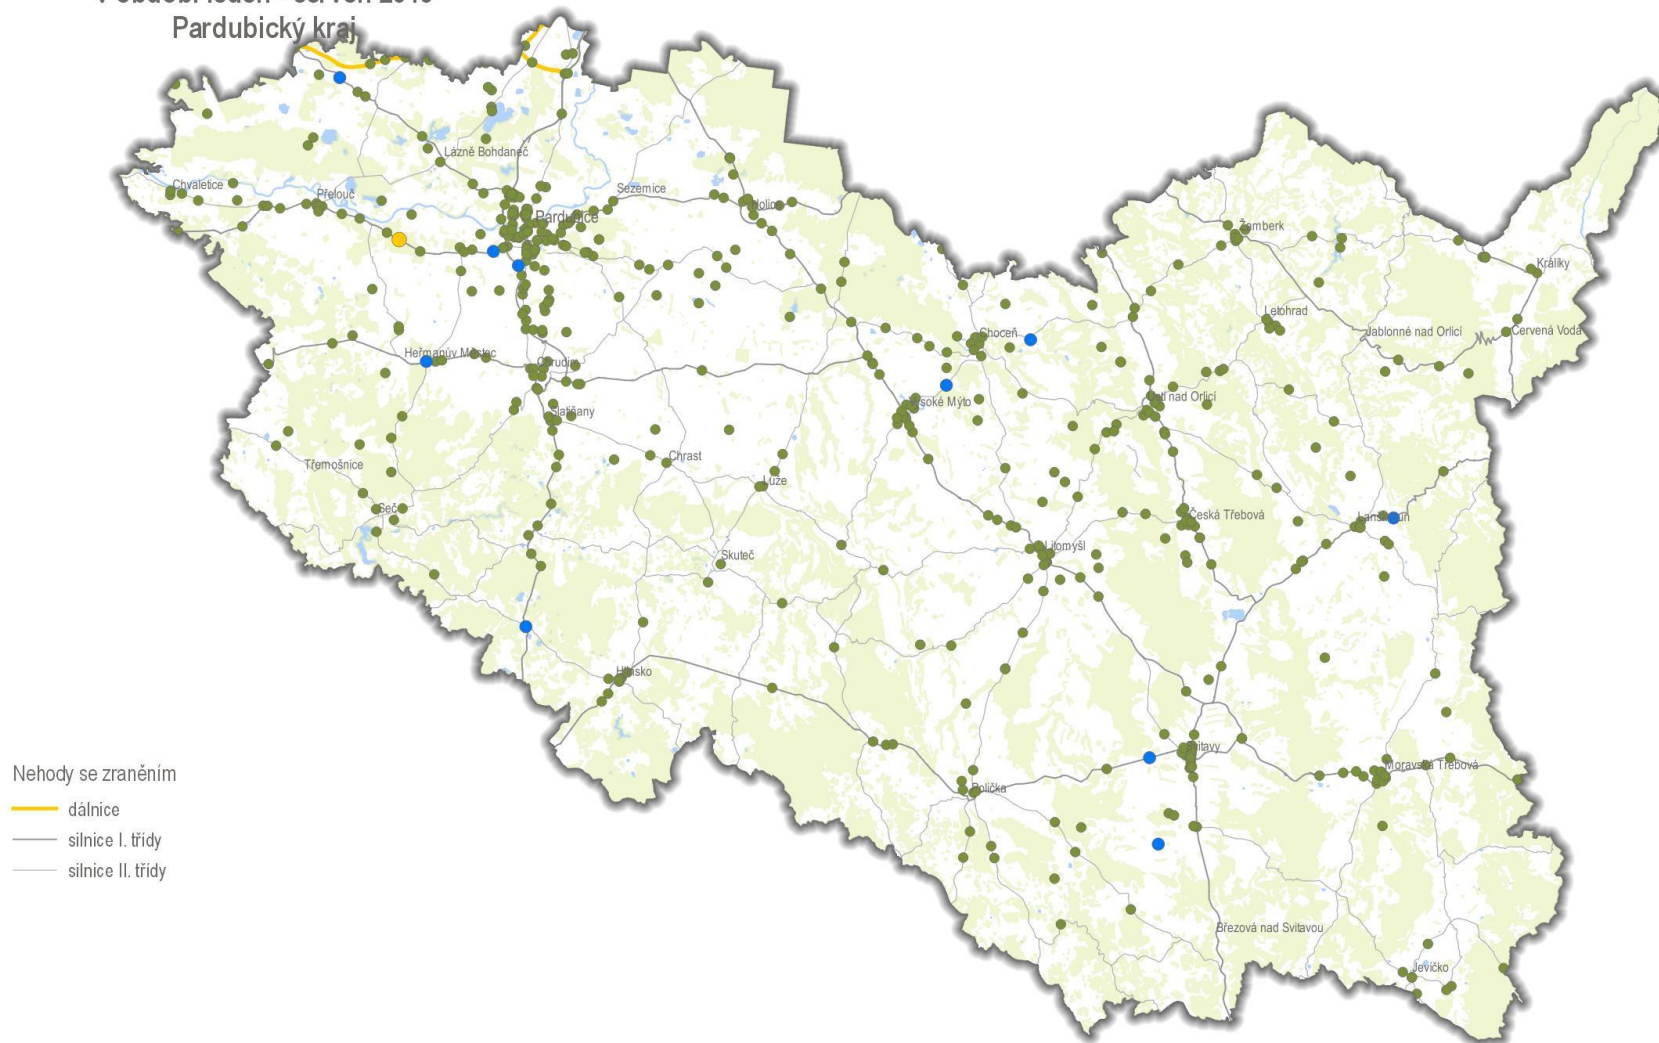 Pardubický kraj
Lázně Bohdaneč
Chvaletice
Přelouč
Sezemice
Holice
Pardubice
Žamberk
Králíky
Letohrad
Jablonné nad Orlicí
Červená Voda
Choceň
Heřmanův Městec
Chrudim
Vysoké Mýto
Ústí nad Orlicí
Slatiňany
Třemošnice
Chrast
Luže
Seč
Česká Třebová
Lanškroun
Litomyšl
Skuteč
Hlinsko
Svitavy
Moravská Třebová
Polička
Březová nad Svitavou
Jevíčko
Nehody se zraněním
dálnice
silnice I. třídy
silnice II. třídy